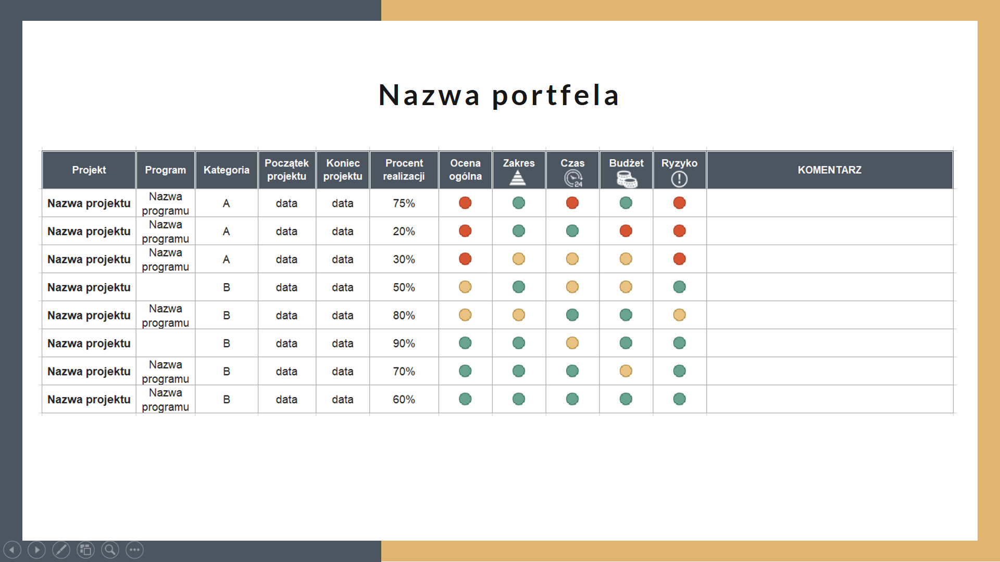 Nazwa portfela
Projekt Program Kategoria Początek projektu Koniec projektu Procent realizacji Ocena ogólna Zakres Czas 24 Budżet Ryzyko KOMENTARZ
Nazwa projektu Nazwa programu A data data 75%
Nazwa projektu Nazwa programu A data data 20%
Nazwa projektu Nazwa programu A data data 30%
Nazwa projektu B data data 50%
Nazwa projektu Nazwa programu B data data 80%
Nazwa projektu B data data 90%
Nazwa projektu Nazwa programu B data data 70%
Nazwa projektu Nazwa programu B data data 60%